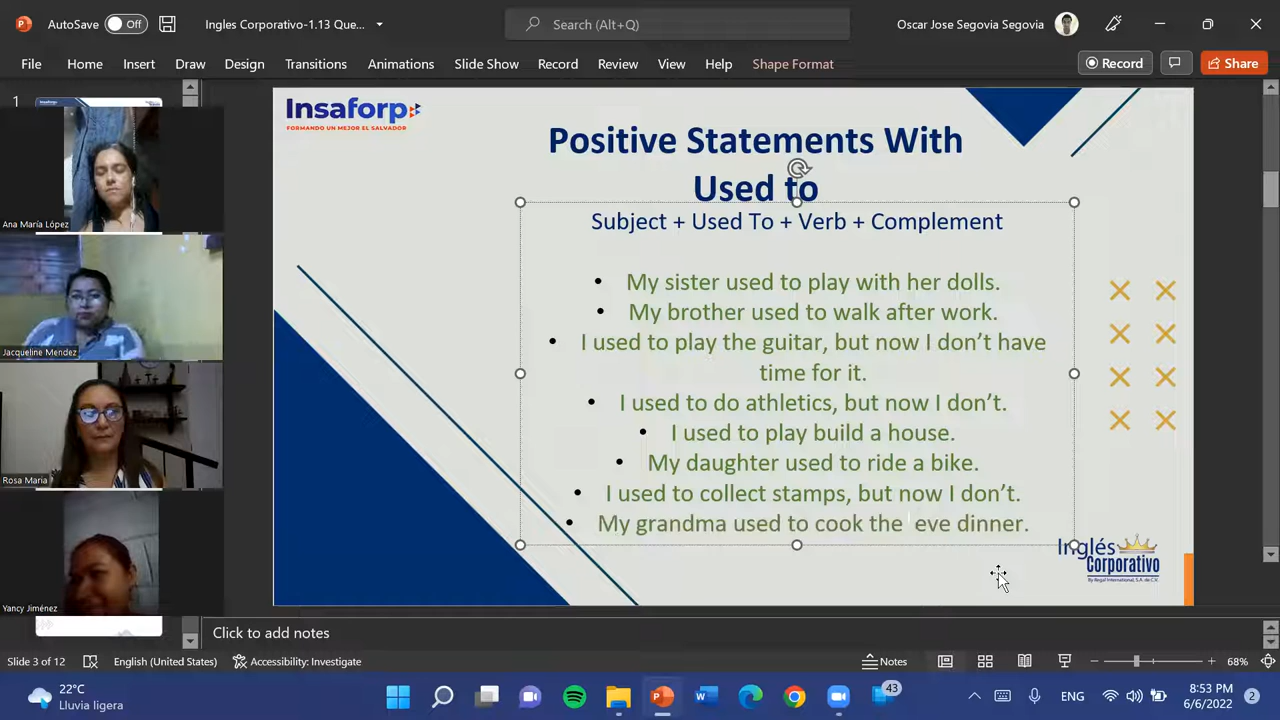 AutoSave Off Ingles Corporativo-1.13 Que... Search (Alt+Q) Oscar Jose Segovia Segovia
File Home Insert Draw Design Transitions Animations Slide Show Record Review View Help Shape Format Record Share
1
Insaforp
FORMANDO UN MEJOR EL SALVADOR
Ana María López
Jacqueline Mendez
Rosa Maria
Yancy Jiménez
Positive Statements With
Used to
Subject + Used To + Verb + Complement
• My sister used to play with her dolls.
• My brother used to walk after work.
• I used to play the guitar, but now I don't have
time for it.
• I used to do athletics, but now I don't.
• I used to play build a house.
• My daughter used to ride a bike.
• I used to collect stamps, but now I don't.
• My grandma used to cook the eve dinner.
Inglés
Corporativo
By Regal International, S.A. de C.V.
Click to add notes
Slide 3 of 12 English (United States) Accessibility: Investigate Notes 68%
22°C
Lluvia ligera
43
ENG
8:53 PM
6/6/2022
2